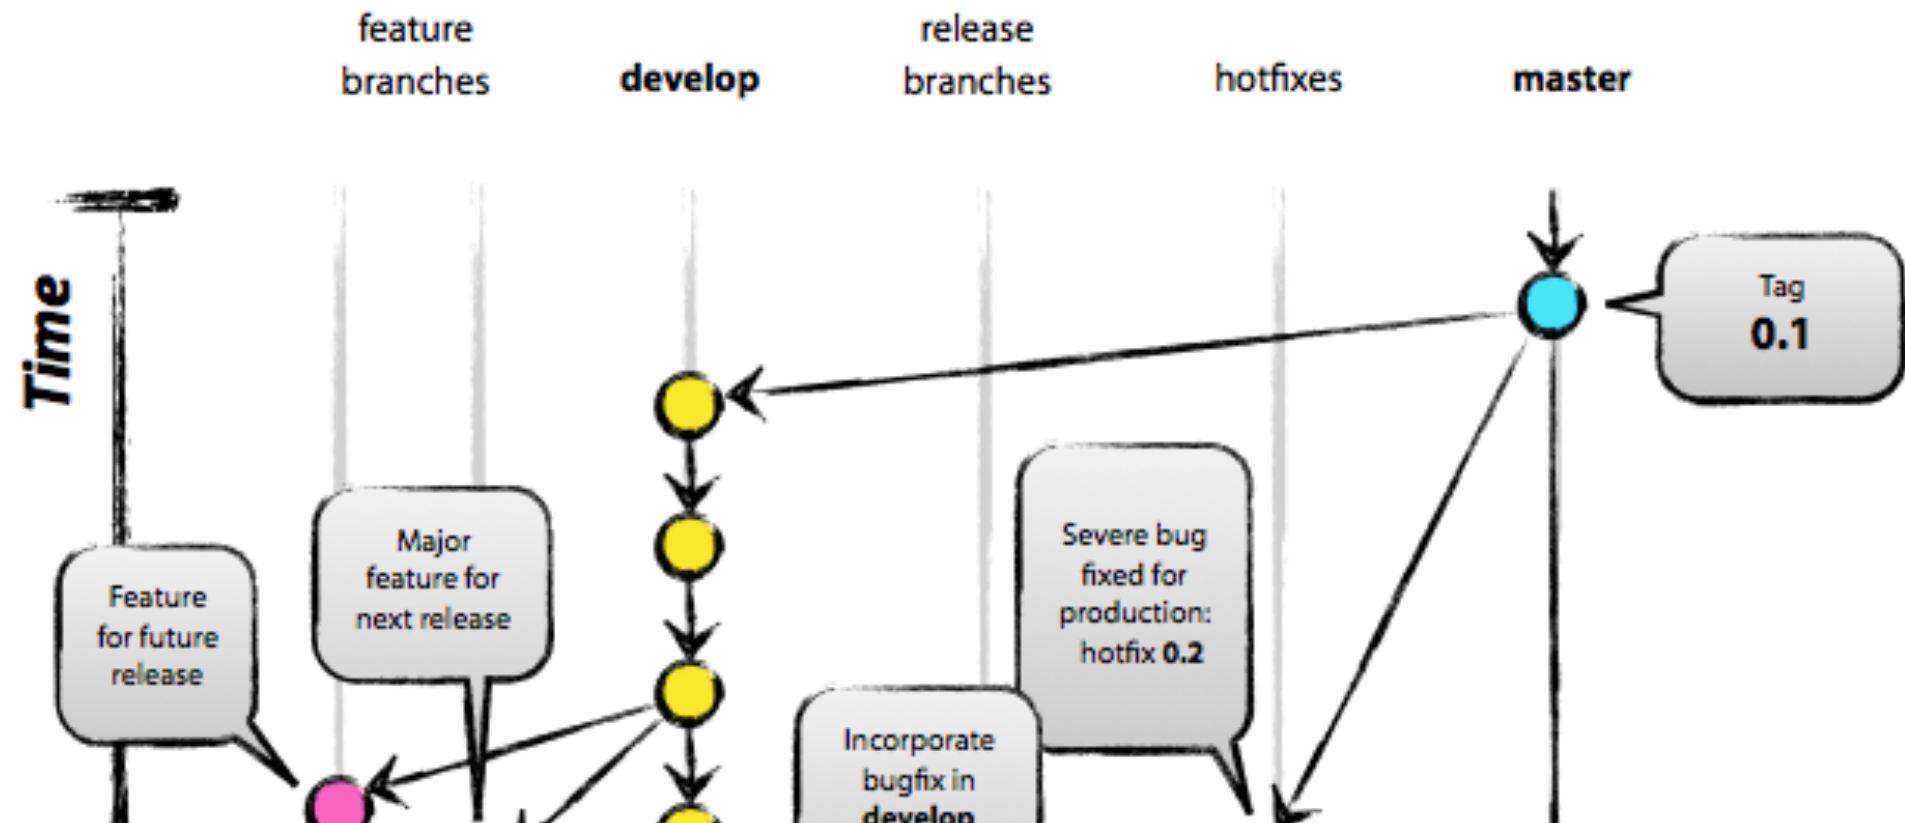 feature
branches
develop
release
branches
hotfixes
master
Time
Tag
0.1
Major
feature for
next release
Feature
for future
release
Severe bug
fixed for
production:
hotfix 0.2
Incorporate
bugfix in
develop